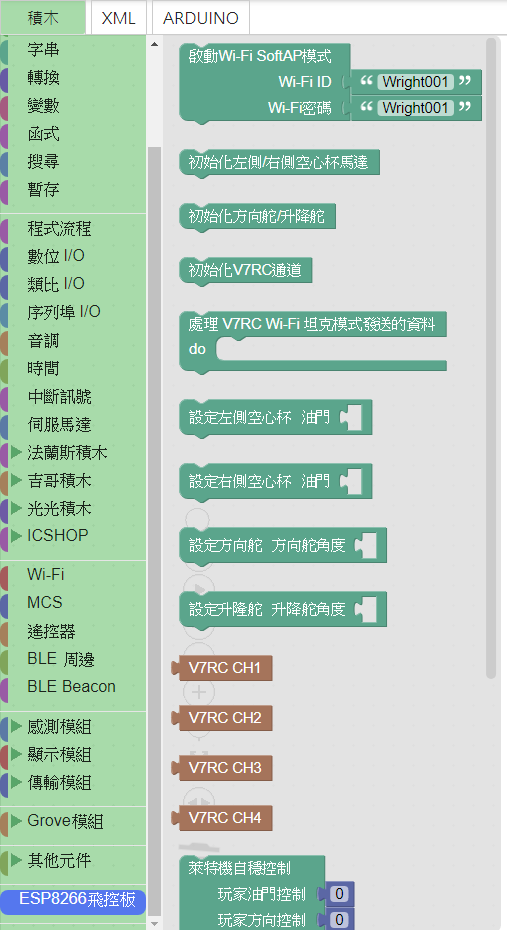 積木 XML ARDUINO
字串
轉換
變數
函式
搜尋
暫存
程式流程
數位 I/O
類比 I/O
序列埠 I/O
音調
時間
中斷訊號
伺服馬達
法蘭斯積木
吉哥積木
光光積木
ICSHOP
Wi-Fi
MCS
遙控器
BLE 周邊
BLE Beacon
感測模組
顯示模組
傳輸模組
Grove模組
其他元件
ESP8266飛控板
啟動Wi-Fi SoftAP模式
Wi-Fi ID “ Wright001 ”
Wi-Fi密碼 “ Wright001 ”
初始化左側/右側空心杯馬達
初始化方向舵/升降舵
初始化V7RC通道
處理 V7RC Wi-Fi 坦克模式發送的資料
do
設定左側空心杯 油門
設定右側空心杯 油門
設定方向舵 方向舵角度
設定升隆舵 升降舵角度
V7RC CH1
V7RC CH2
V7RC CH3
V7RC CH4
萊特機自穩控制
玩家油門控制 0
玩家方向控制 0